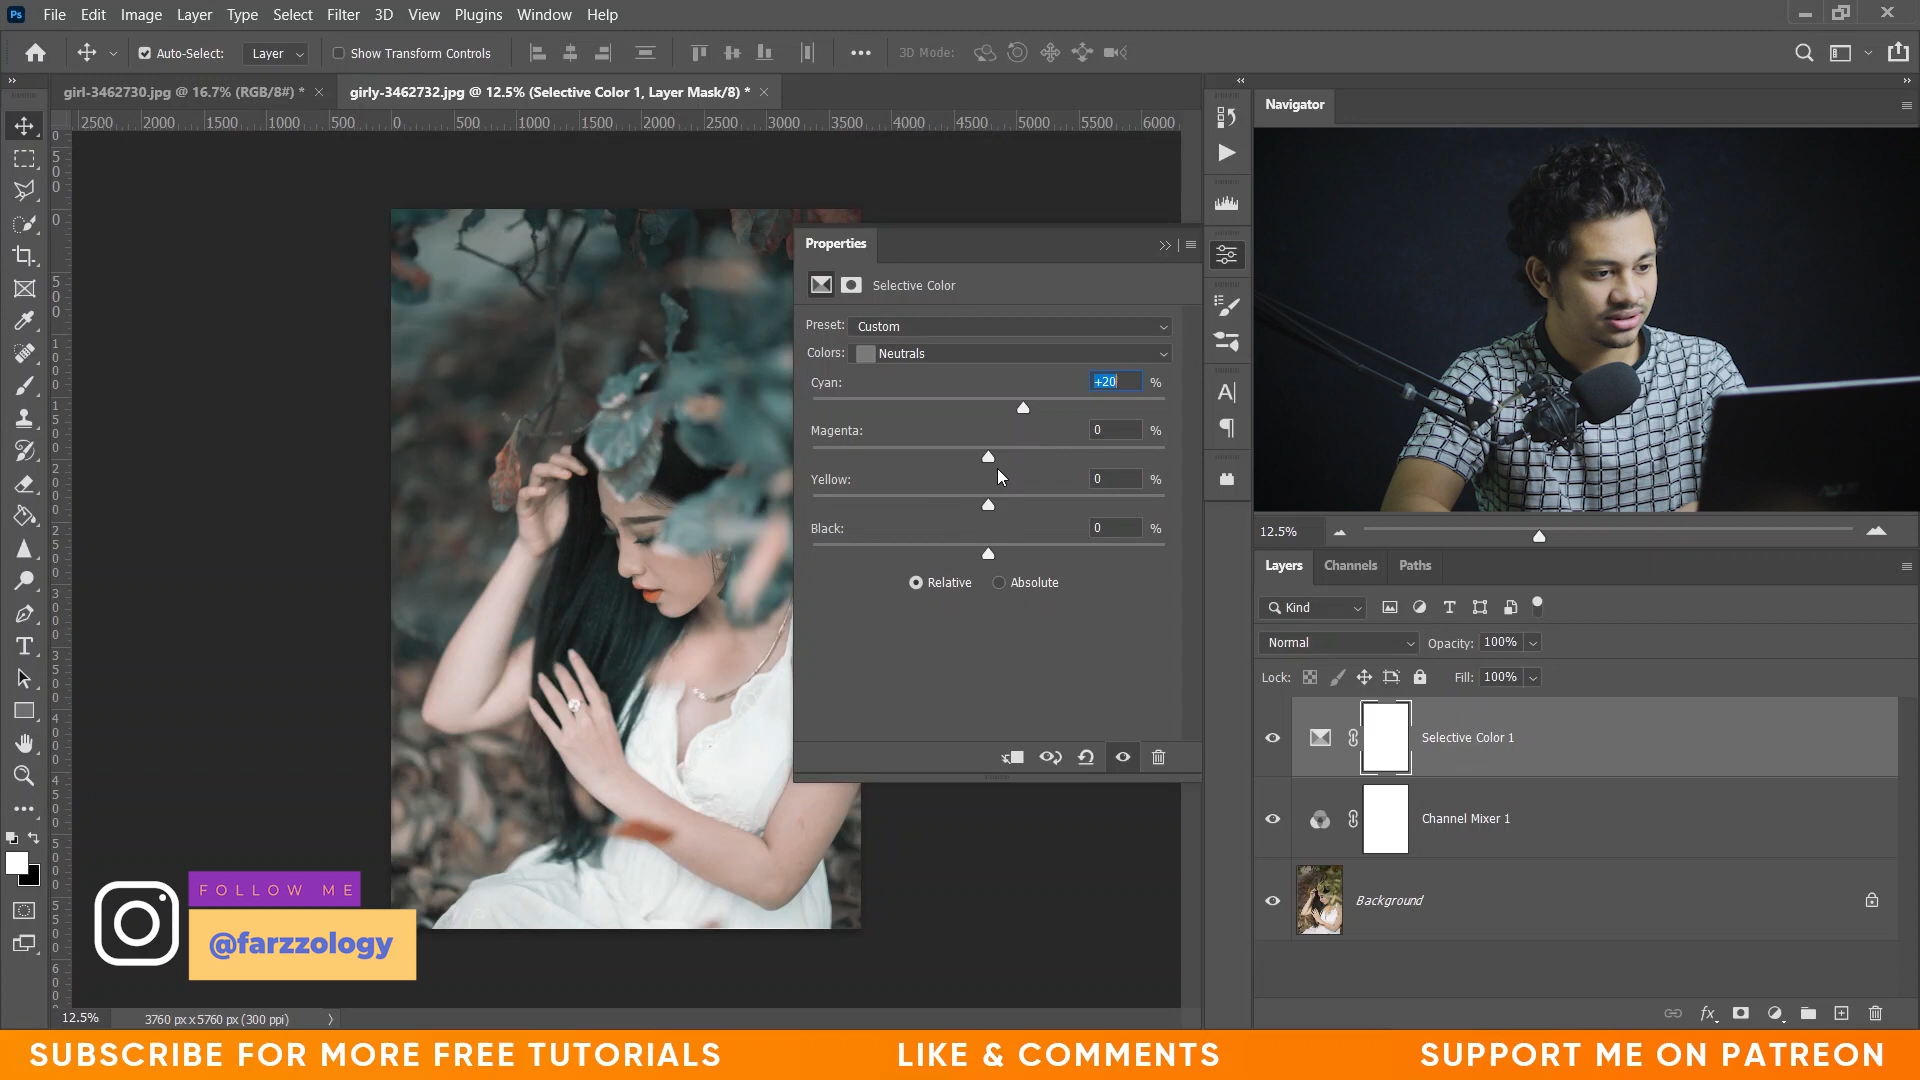 Ps File Edit Image Layer Type Select Filter 3D View Plugins Window Help
Auto-Select: Layer Show Transform Controls 3D Mode:
girl-3462730.jpg @ 16.7% (RGB/8#) * girly-3462732.jpg @ 12.5% (Selective Color 1, Layer Mask/8) *
2500 2000 1500 1000 500 0 500 1000 1500 2000 2500 3000 3500 4000 4500 5000 5500 6000
Navigator
Properties
Selective Color
Preset: Custom
Colors: Neutrals
Cyan: +20 %
Magenta: 0 %
Yellow: 0 %
Black: 0 %
Relative Absolute
12.5%
Layers Channels Paths
Kind
Normal Opacity: 100%
Lock: Fill: 100%
Selective Color 1
Channel Mixer 1
Background
FOLLOW ME
@farzzology
12.5% 3760 px x 5760 px (300 ppi)
SUBSCRIBE FOR MORE FREE TUTORIALS LIKE & COMMENTS SUPPORT ME ON PATREON